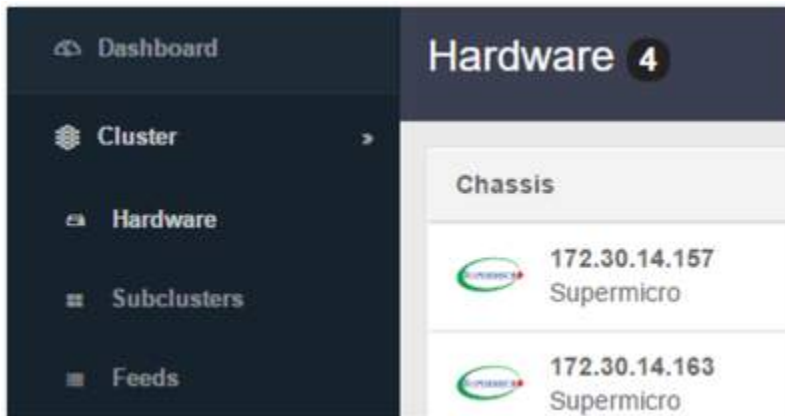 Dashboard
Cluster »
Hardware
Subclusters
Feeds
Hardware 4
Chassis
172.30.14.157
Supermicro
172.30.14.163
Supermicro